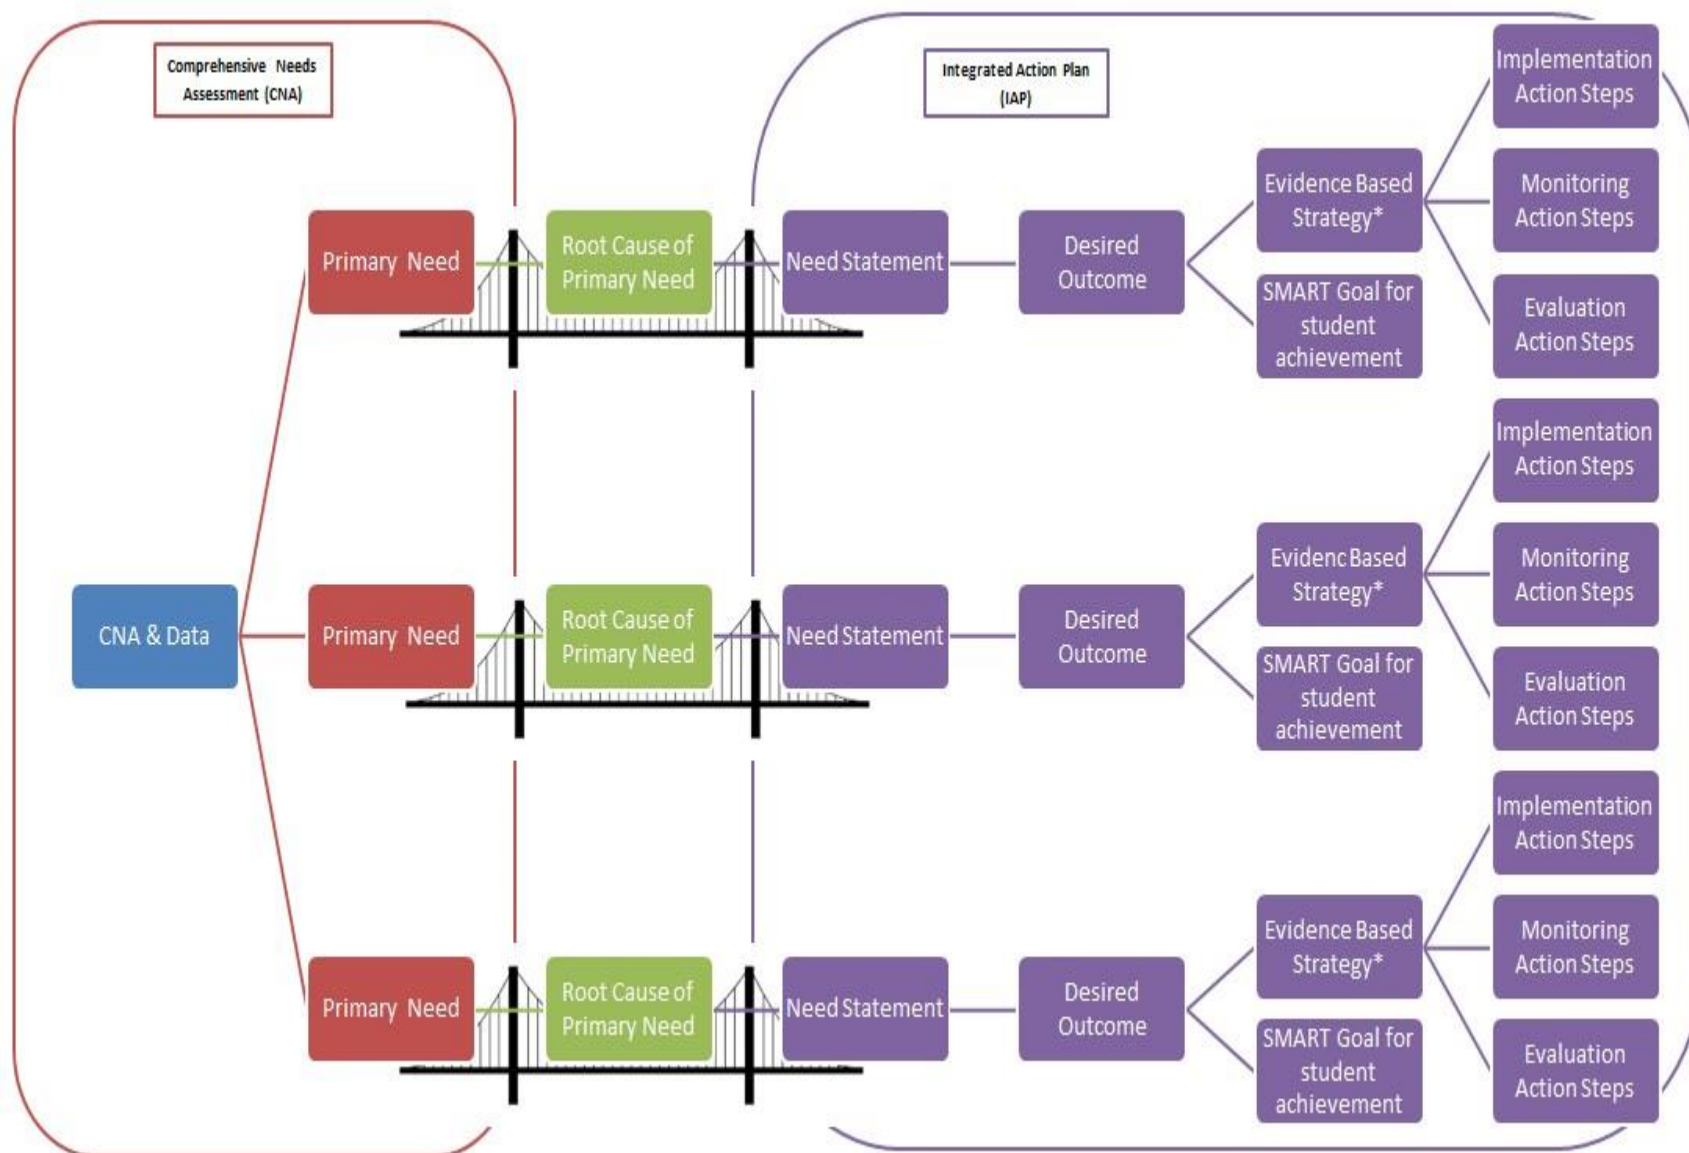 Comprehensive Needs
Assessment (CNA)
Integrated Action Plan
(IAP)
CNA & Data
Primary Need
Root Cause of
Primary Need
Need Statement
Desired
Outcome
Evidence Based
Strategy*
SMART Goal for
student
achievement
Implementation
Action Steps
Monitoring
Action Steps
Evaluation
Action Steps
Primary Need
Root Cause of
Primary Need
Need Statement
Desired
Outcome
Evidenc Based
Strategy*
SMART Goal for
student
achievement
Implementation
Action Steps
Monitoring
Action Steps
Evaluation
Action Steps
Primary Need
Root Cause of
Primary Need
Need Statement
Desired
Outcome
Evidence Based
Strategy*
SMART Goal for
student
achievement
Implementation
Action Steps
Monitoring
Action Steps
Evaluation
Action Steps